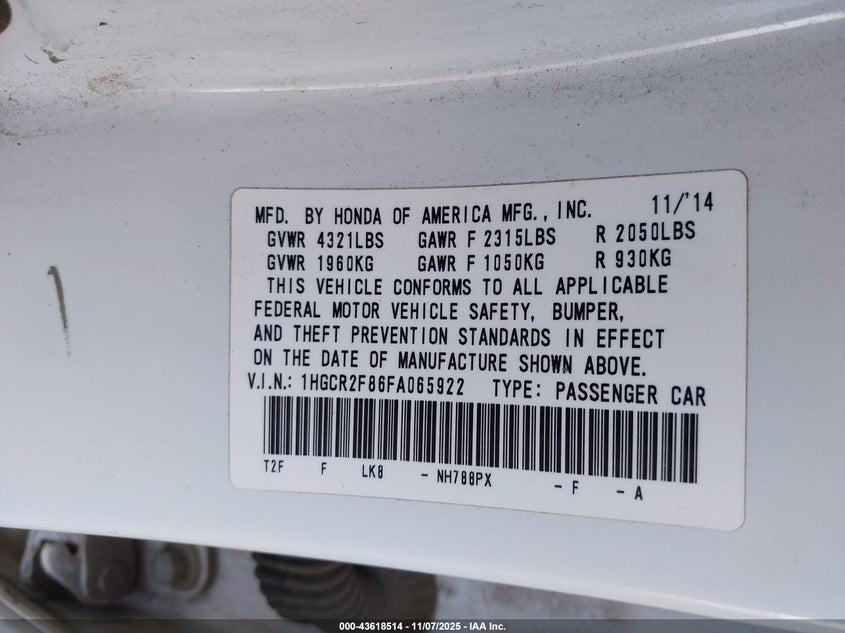 MFD. BY HONDA OF AMERICA MFG., INC. 11/'14
GVWR 4321LBS GAWR F 2315LBS R 2050LBS
GVWR 1960KG GAWR F 1050KG R 930KG
THIS VEHICLE CONFORMS TO ALL APPLICABLE
FEDERAL MOTOR VEHICLE SAFETY, BUMPER,
AND THEFT PREVENTION STANDARDS IN EFFECT
ON THE DATE OF MANUFACTURE SHOWN ABOVE.
V.I.N.: 1HGCR2F86FA065922 TYPE: PASSENGER CAR
T2F F LK8 - NH788PX - F - A
000-43618514 - 11/07/2025 - IAA Inc.